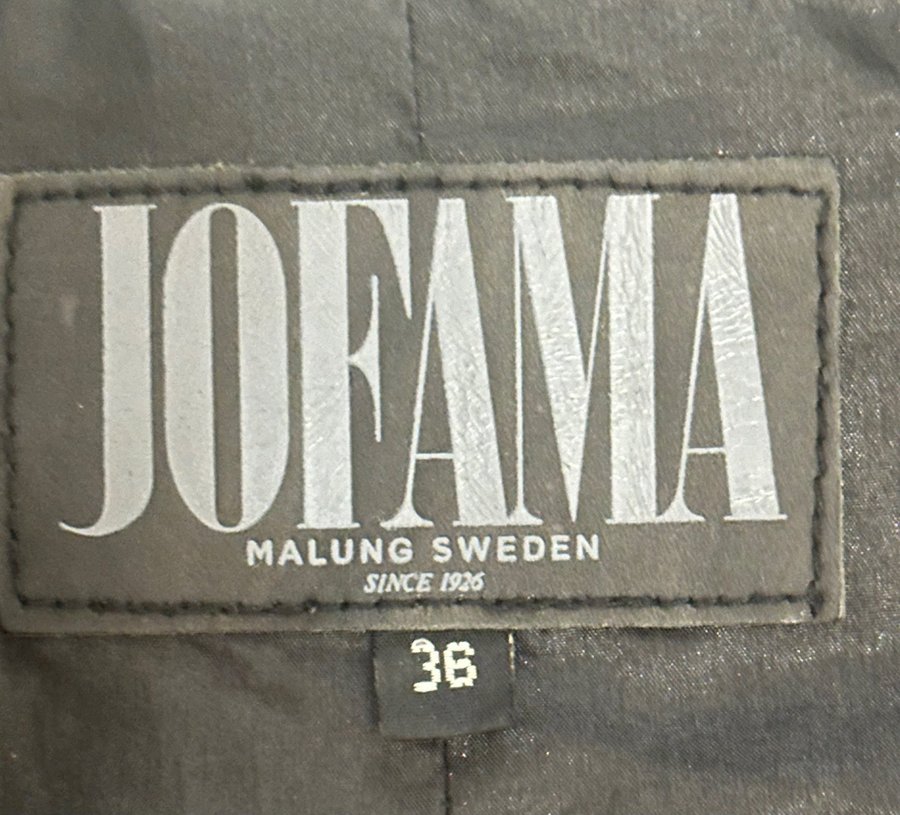 JOFAMA
MALUNG SWEDEN
SINCE 1926
36